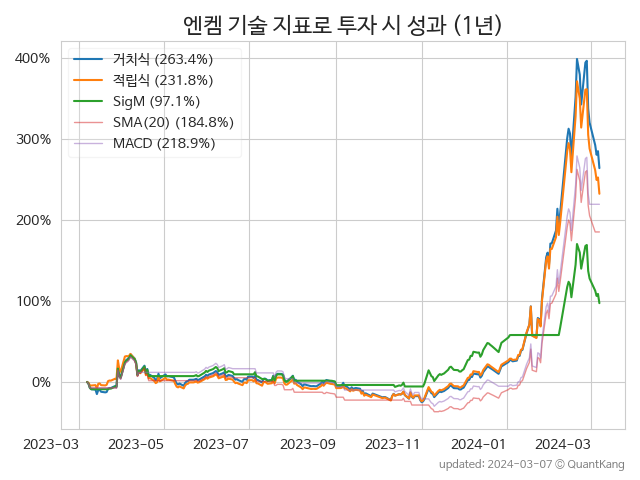 엔켐 기술 지표로 투자 시 성과 (1년)
거치식 (263.4%)
적립식 (231.8%)
SigM (97.1%)
SMA(20) (184.8%)
MACD (218.9%)
400%
300%
200%
100%
0%
2023-03 2023-05 2023-07 2023-09 2023-11 2024-01 2024-03
updated: 2024-03-07 © QuantKang